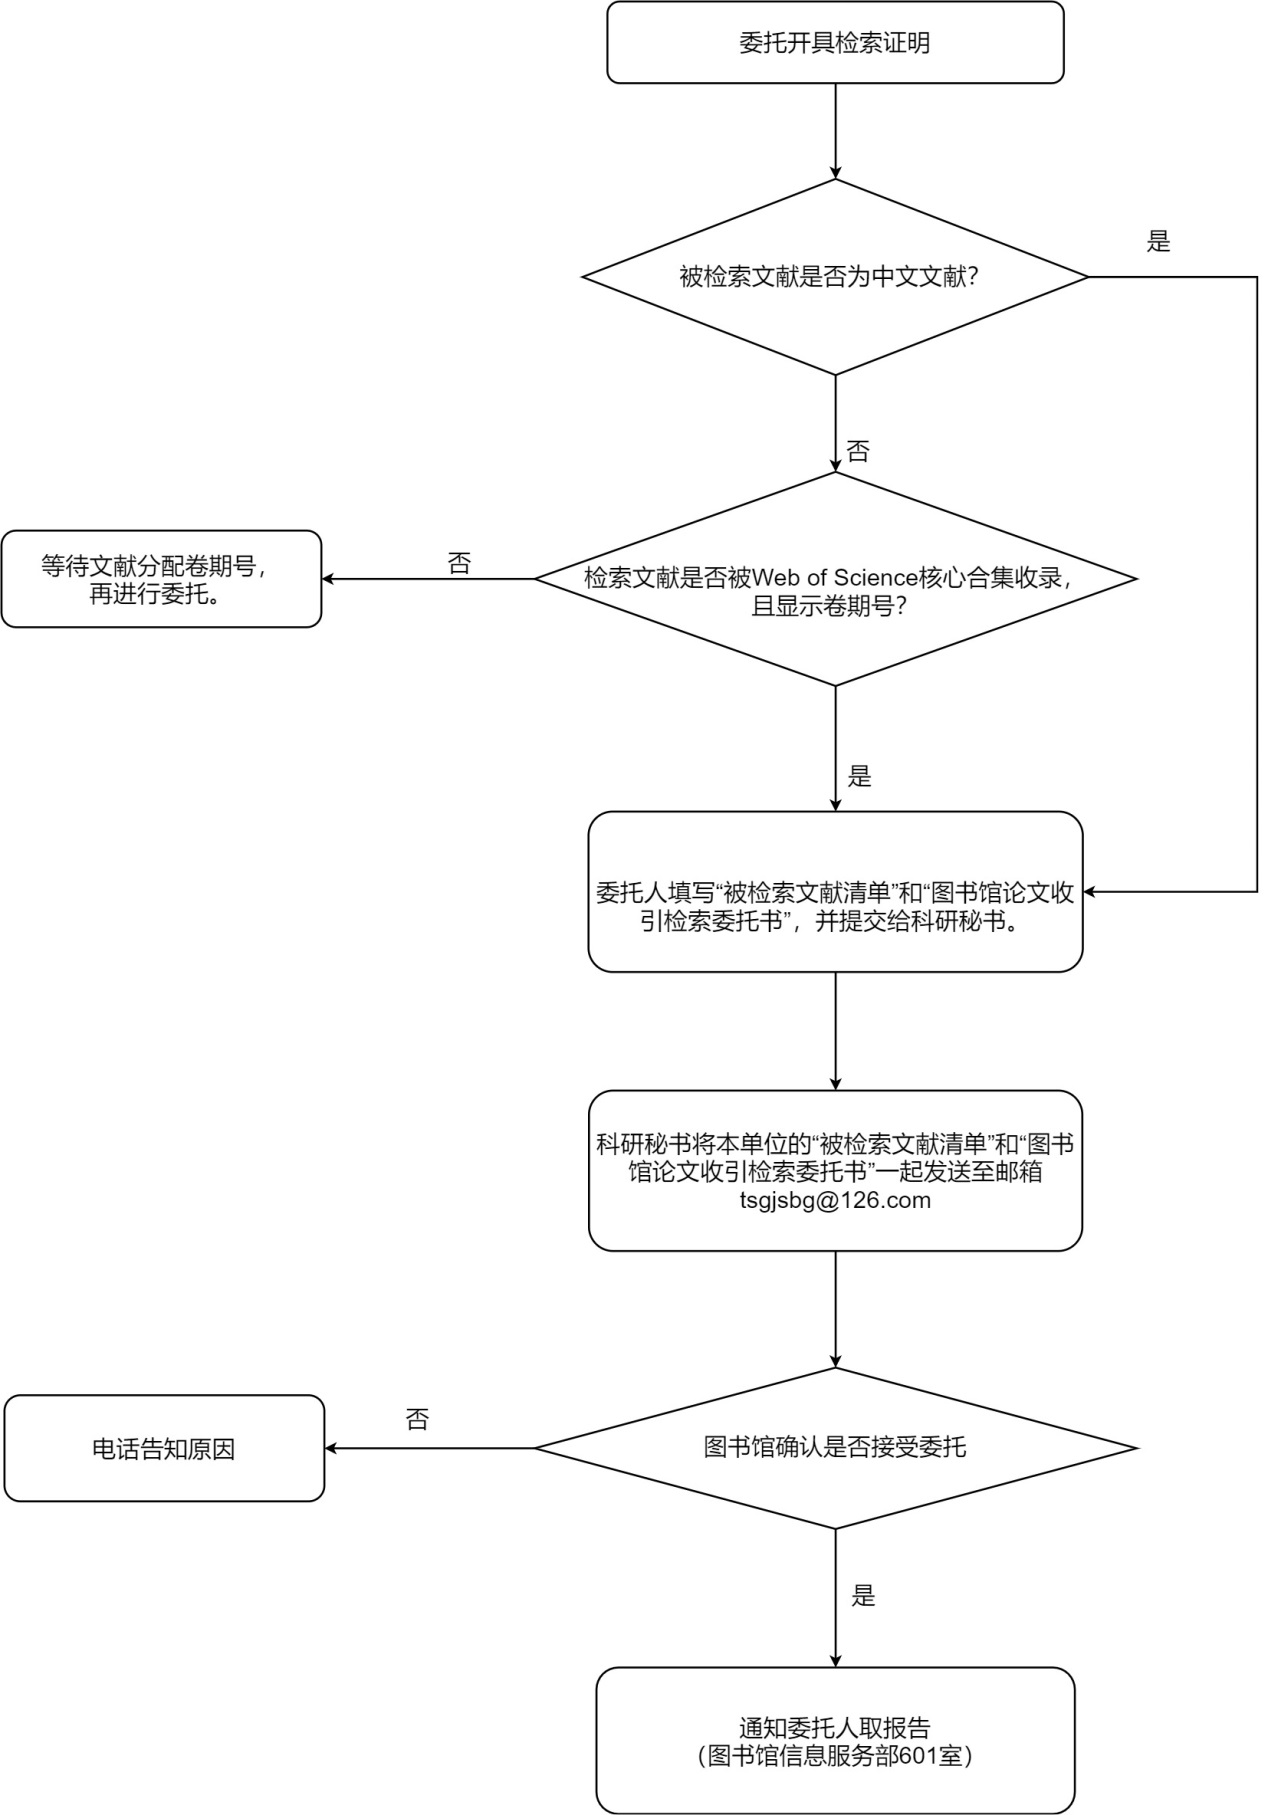 委托开具检索证明
被检索文献是否为中文文献?
是
否
检索文献是否被Web of Science核心合集收录，
且显示卷期号?
否
等待文献分配卷期号，
再进行委托。
是
委托人填写“被检索文献清单”和“图书馆论文收
引检索委托书”，并提交给科研秘书。
科研秘书将本单位的“被检索文献清单”和“图书
馆论文收引检索委托书”一起发送至邮箱
tsgjsbg@126.com
图书馆确认是否接受委托
否
电话告知原因
是
通知委托人取报告
（图书馆信息服务部601室）